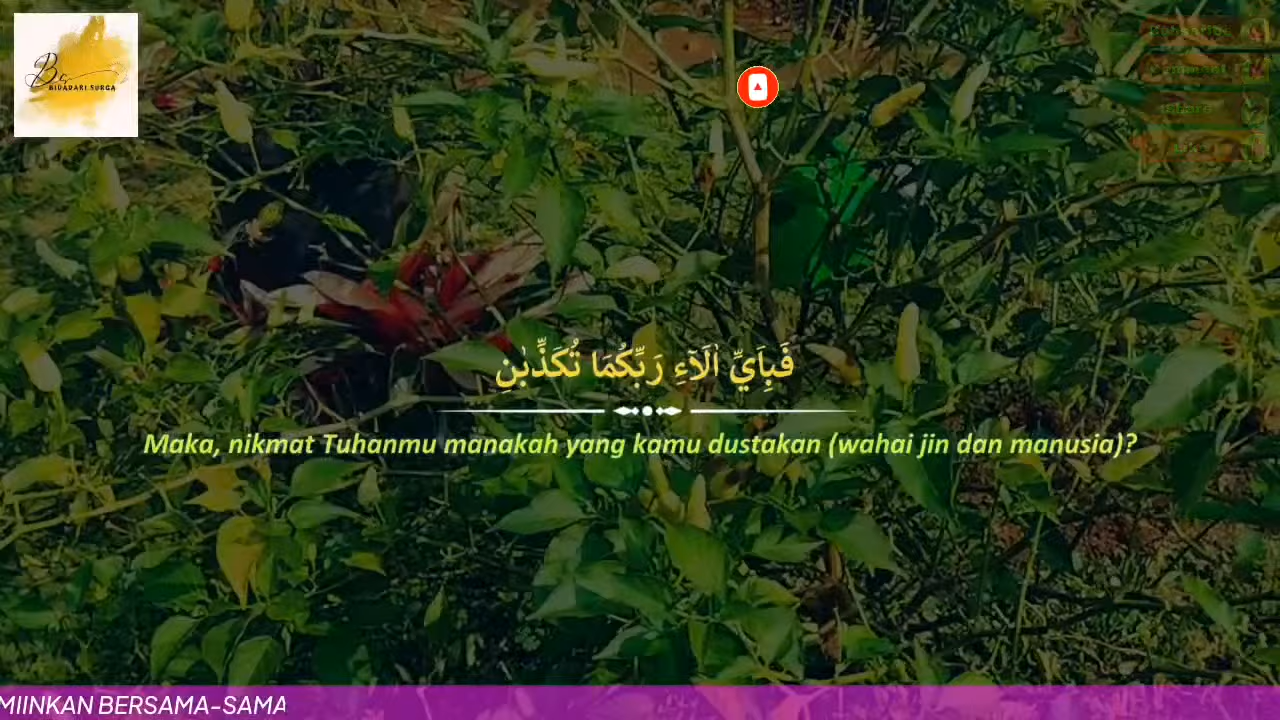 BIDADARI SURGA
فَبِاَيِّ اٰلَاۤءِ رَبِّكُمَا تُكَذِّبٰنِ
Maka, nikmat Tuhanmu manakah yang kamu dustakan (wahai jin dan manusia)?
MIINKAN BERSAMA-SAMA